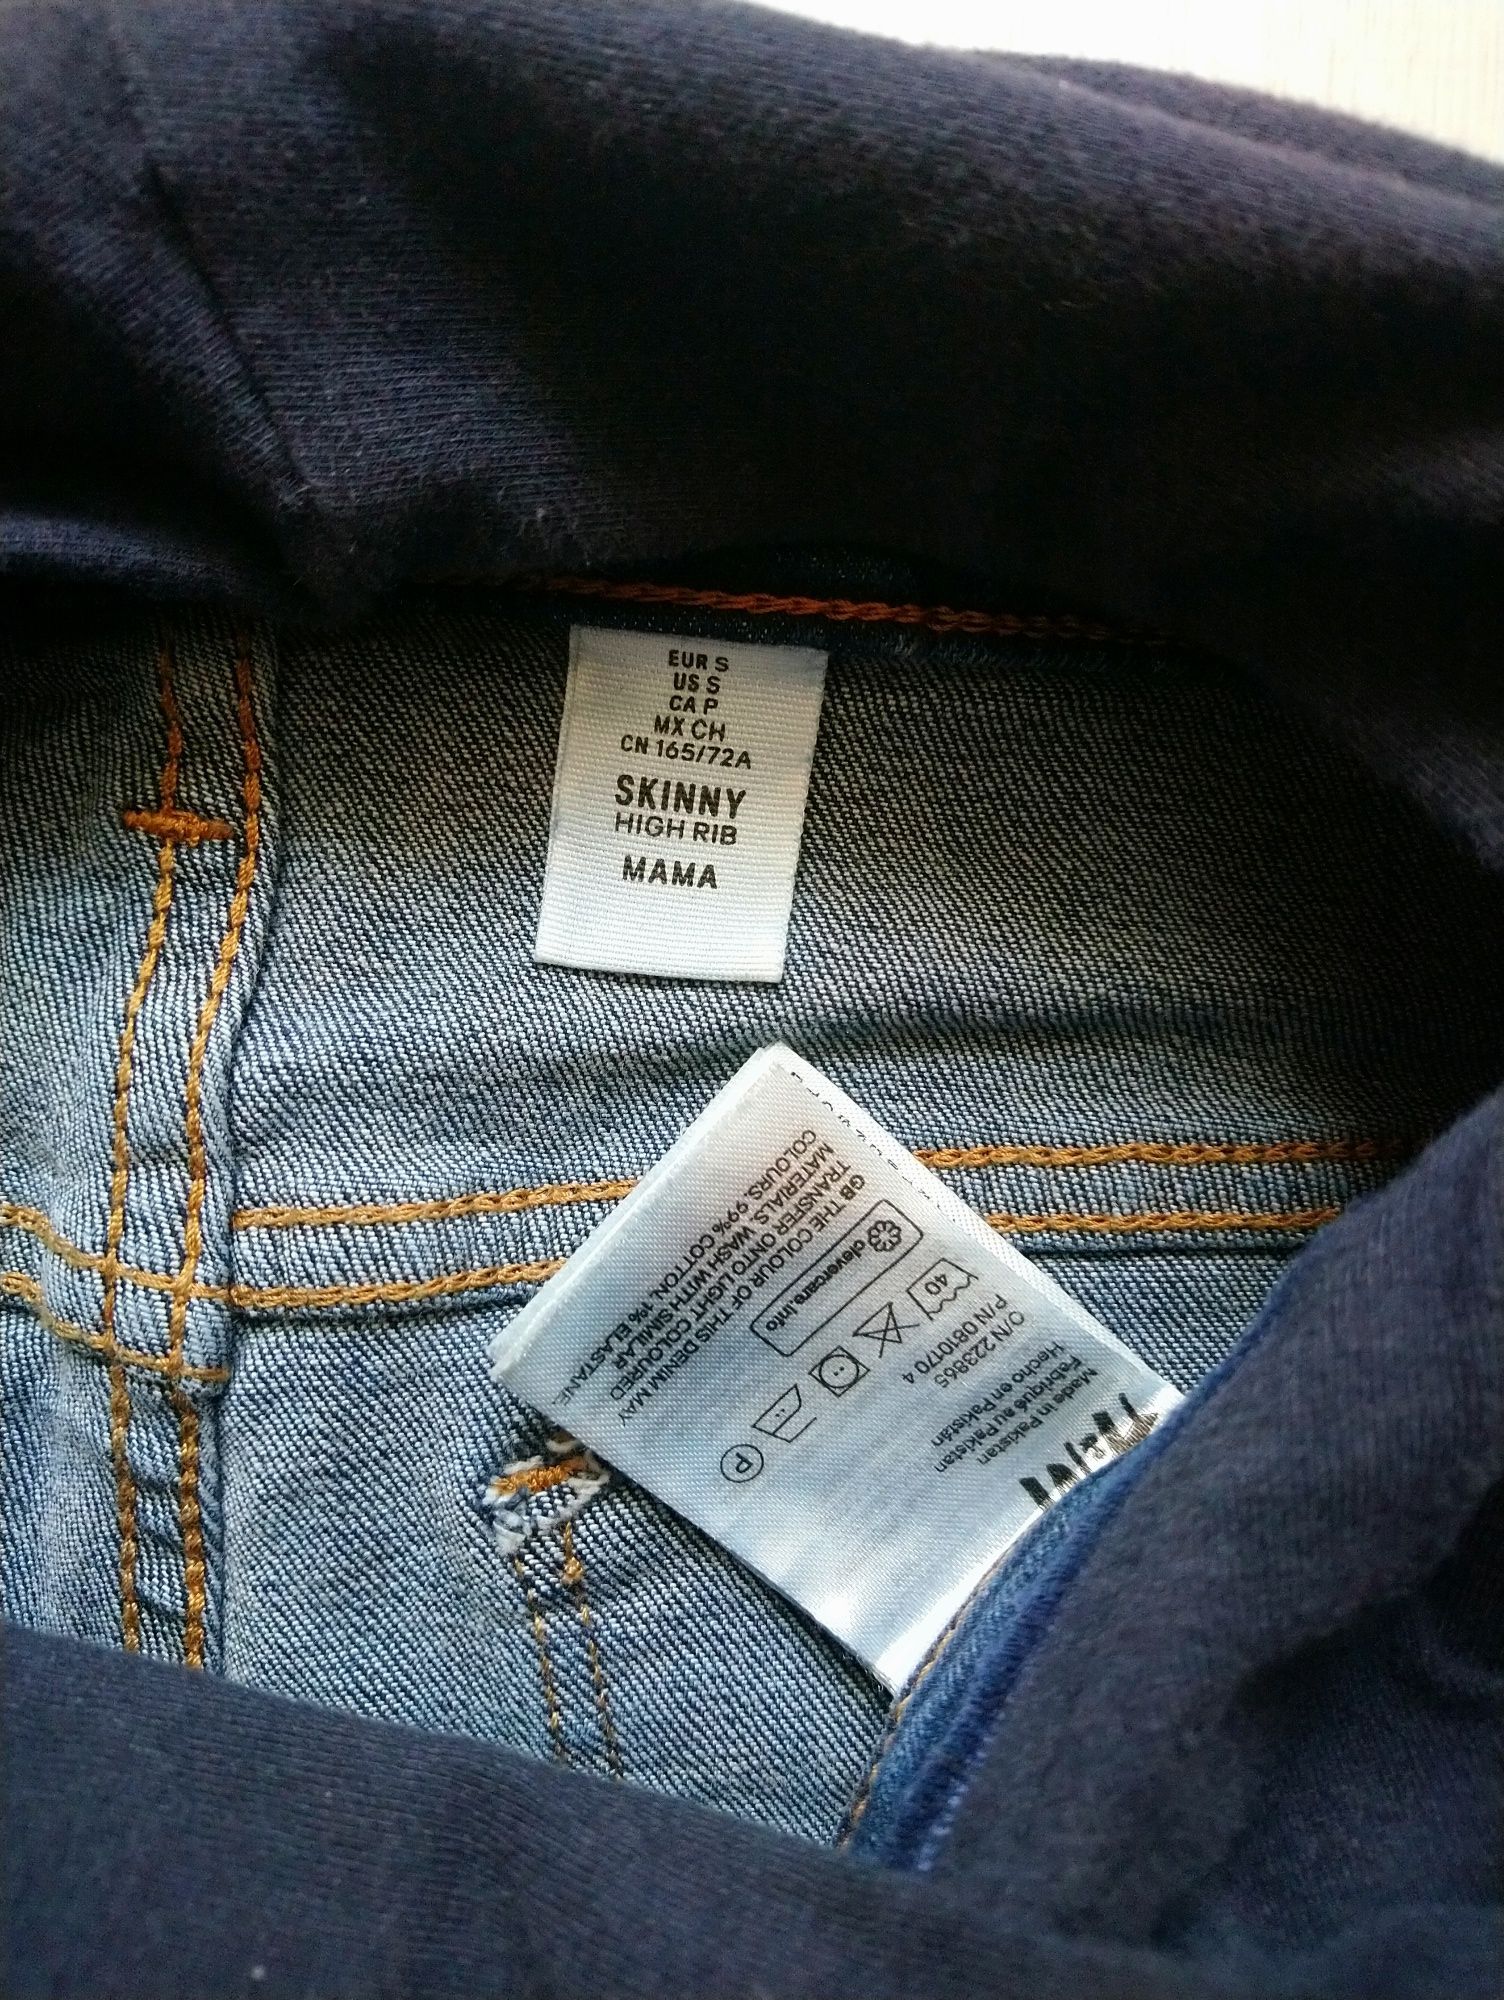 EUR S
US S
CA P
MX CH
CN 165/72A
SKINNY
HIGH RIB
MAMA
Made in Pakistan
Fabriqué au Pakistan
Hecho en Pakistán
P/N 0810170 4
O/N 223865
40
P
clevercare.info
GB THE COLOUR OF THIS DENIM MAY
TRANSFER ONTO LIGHT COLOURED
MATERIALS. WASH WITH SIMILAR
COLOURS. 99% COTTON, 1% ELASTANE.